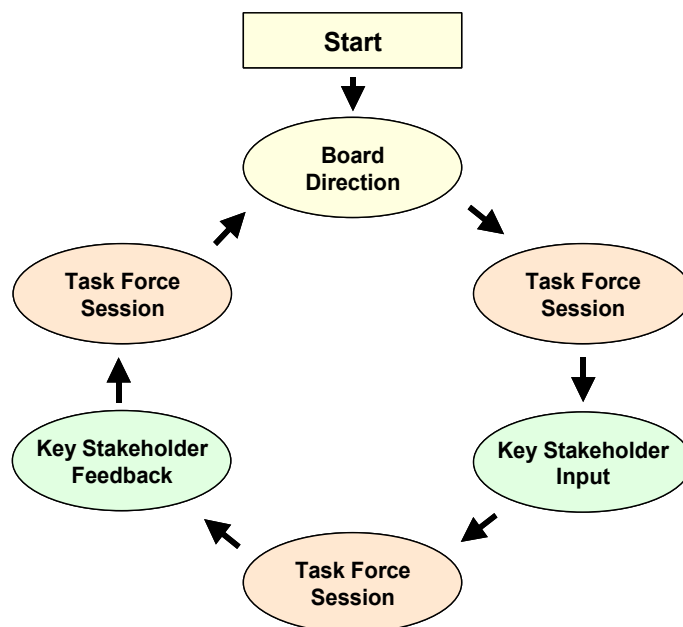 Start
Board
Direction
Task Force
Session
Task Force
Session
Key Stakeholder
Feedback
Key Stakeholder
Input
Task Force
Session